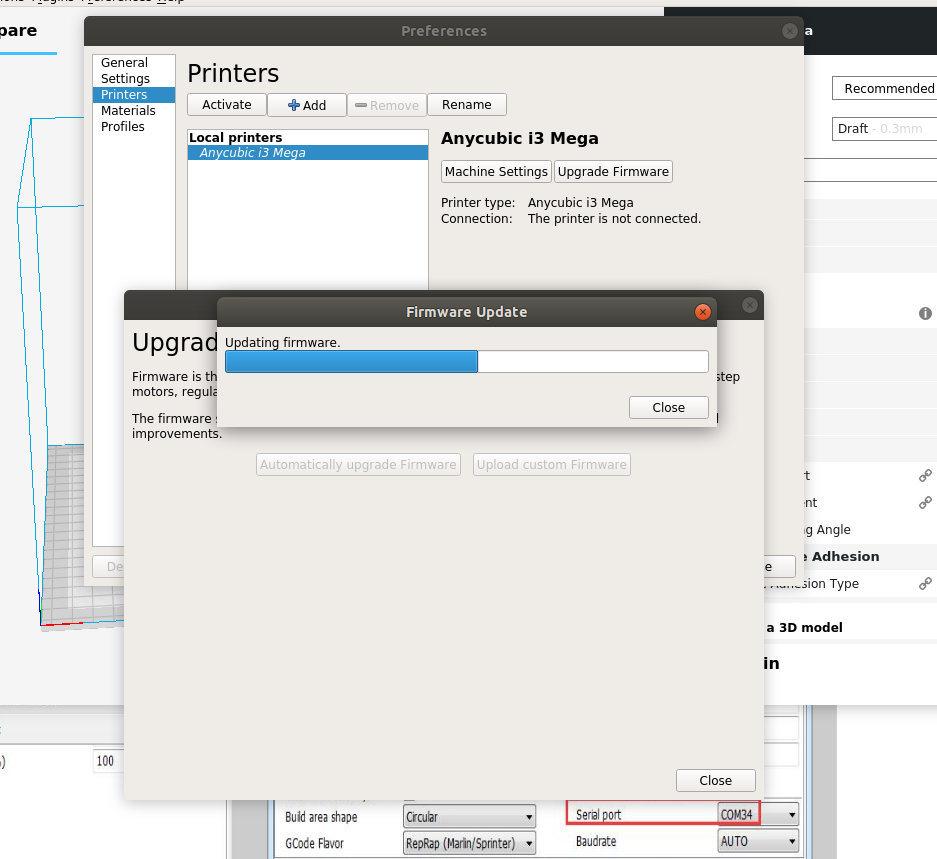 Plugins Preferences Help
pare
Preferences
a
General
Settings
Printers
Materials
Profiles
Printers
Activate
Add
Remove
Rename
Recommended
Draft - 0.3mm
Local printers
Anycubic i3 Mega
Anycubic i3 Mega
Machine Settings
Upgrade Firmware
Printer type: Anycubic i3 Mega
Connection: The printer is not connected.
Firmware Update
Updating firmware.
Close
Upgrad
Firmware is th
step
motors, regula
The firmware s
improvements.
Automatically upgrade Firmware
Upload custom Firmware
De
e
rt
ent
ng Angle
e Adhesion
Adhesion Type
a 3D model
in
Close
)
100
Build area shape
Circular
Serial port
COM34
GCode Flavor
RepRap (Marlin/Sprinter)
Baudrate
AUTO